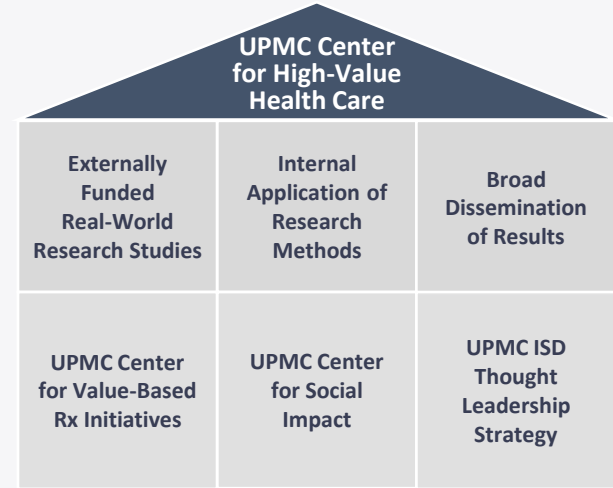 UPMC Center
for High-Value
Health Care
Externally
Funded
Real-World
Research Studies
Internal
Application of
Research
Methods
Broad
Dissemination
of Results
UPMC Center
for Value-Based
Rx Initiatives
UPMC Center
for Social
Impact
UPMC ISD
Thought
Leadership
Strategy